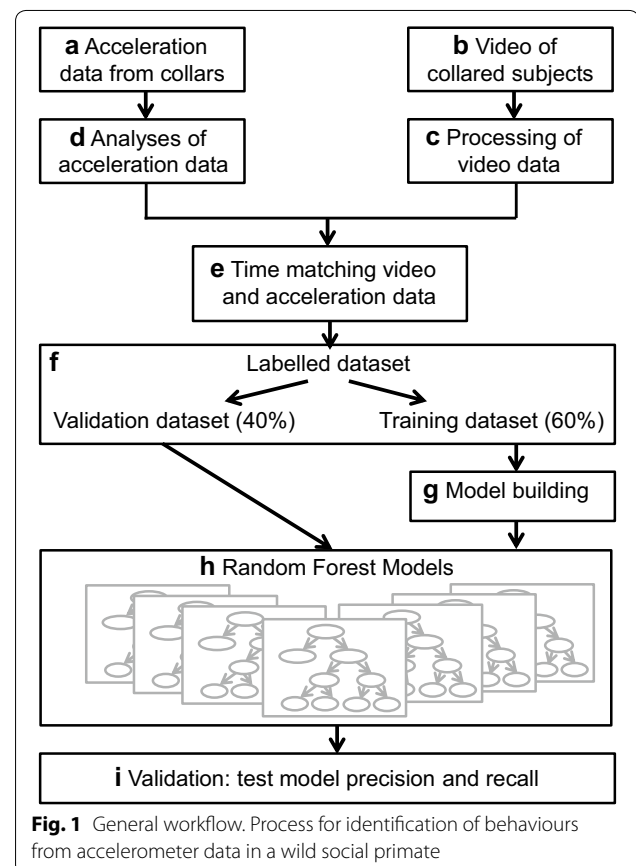 a Acceleration
data from collars
b Video of
collared subjects
d Analyses of
acceleration data
c Processing of
video data
e Time matching video
and acceleration data
f
Labelled dataset
Validation dataset (40%)
Training dataset (60%)
g Model building
h Random Forest Models
i Validation: test model precision and recall
Fig. 1 General workflow. Process for identification of behaviours
from accelerometer data in a wild social primate